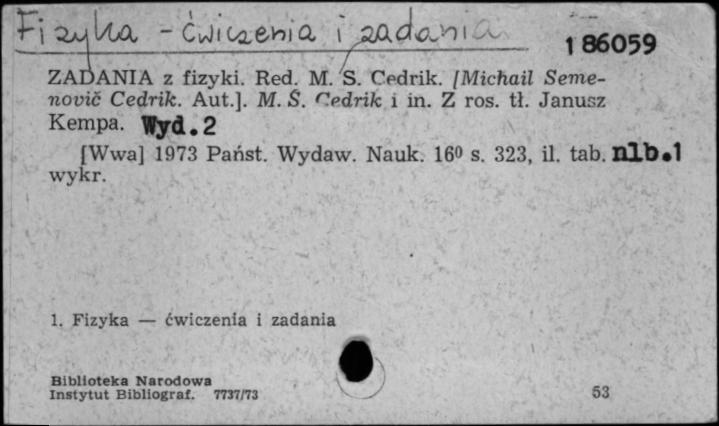 Fizyka - ćwiczenia i zadania
186059
ZADANIA z fizyki. Red. M. S. Cedrik. [Michail Seme-
novič Cedrik. Aut.]. M. S. Cedrik i in. Z ros. tł. Janusz
Kempa. Wyd. 2
[Wwa] 1973 Państ. Wydaw. Nauk. 16⁰ s. 323, il. tab. nlb. 1
wykr.
1. Fizyka — ćwiczenia i zadania
Biblioteka Narodowa
Instytut Bibliograf. 7737/73
53